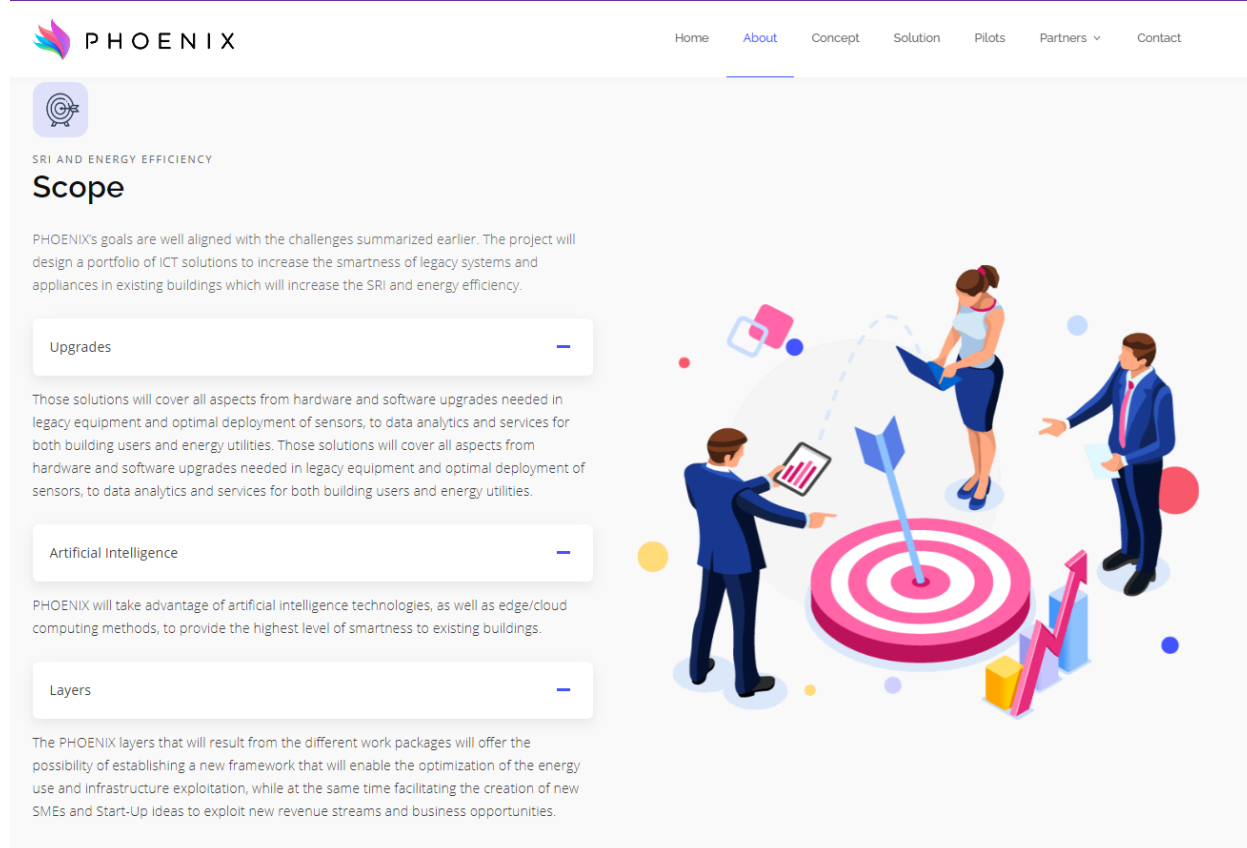 PHOENIX
Home About Concept Solution Pilots Partners Contact
SRI AND ENERGY EFFICIENCY
Scope
PHOENIX's goals are well aligned with the challenges summarized earlier. The project will
design a portfolio of ICT solutions to increase the smartness of legacy systems and
appliances in existing buildings which will increase the SRI and energy efficiency.
Upgrades
Those solutions will cover all aspects from hardware and software upgrades needed in
legacy equipment and optimal deployment of sensors, to data analytics and services for
both building users and energy utilities. Those solutions will cover all aspects from
hardware and software upgrades needed in legacy equipment and optimal deployment of
sensors, to data analytics and services for both building users and energy utilities.
Artificial Intelligence
PHOENIX will take advantage of artificial intelligence technologies, as well as edge/cloud
computing methods, to provide the highest level of smartness to existing buildings.
Layers
The PHOENIX layers that will result from the different work packages will offer the
possibility of establishing a new framework that will enable the optimization of the energy
use and infrastructure exploitation, while at the same time facilitating the creation of new
SMEs and Start-Up ideas to exploit new revenue streams and business opportunities.